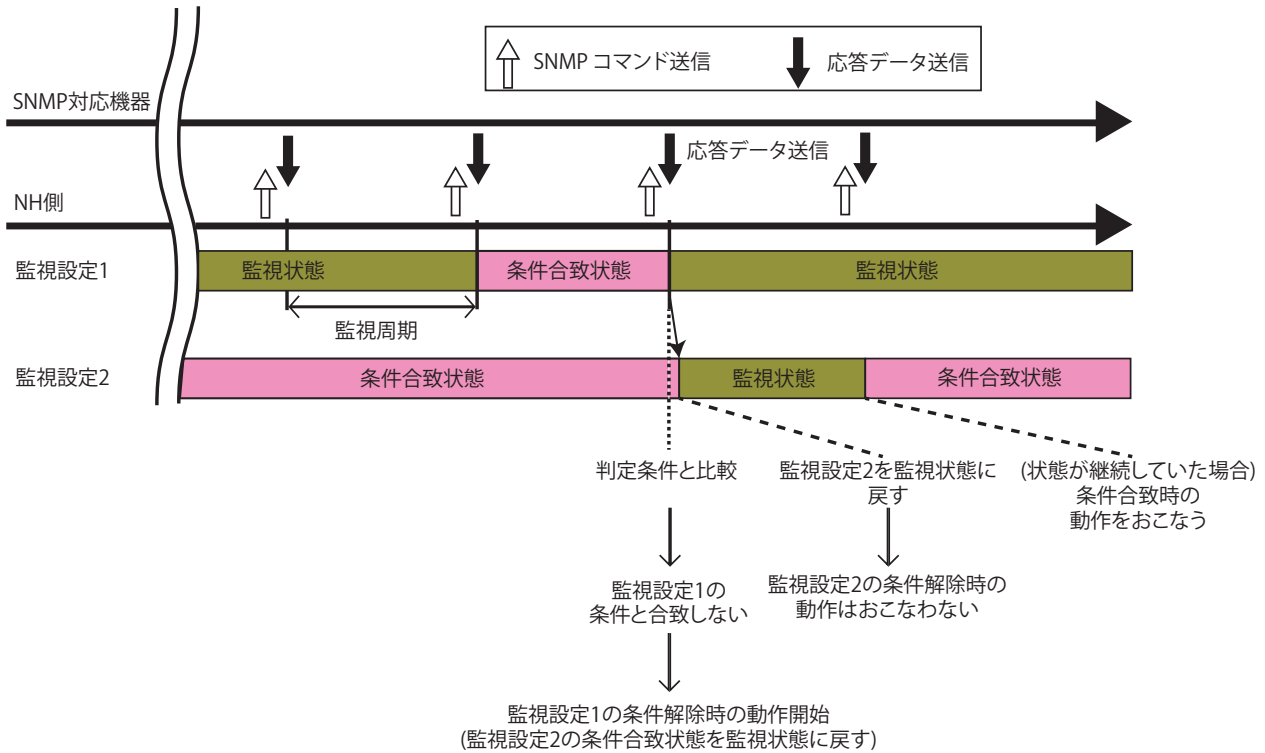 SNMP コマンド送信
応答データ送信
SNMP対応機器
応答データ送信
NH側
監視設定1
監視状態
条件合致状態
監視状態
監視周期
監視設定2
条件合致状態
監視状態
条件合致状態
判定条件と比較
監視設定2を監視状態に
戻す
(状態が継続していた場合)
条件合致時の
動作をおこなう
監視設定1の
条件と合致しない
監視設定2の条件解除時の
動作はおこなわない
監視設定1の条件解除時の動作開始
(監視設定2の条件合致状態を監視状態に戻す)